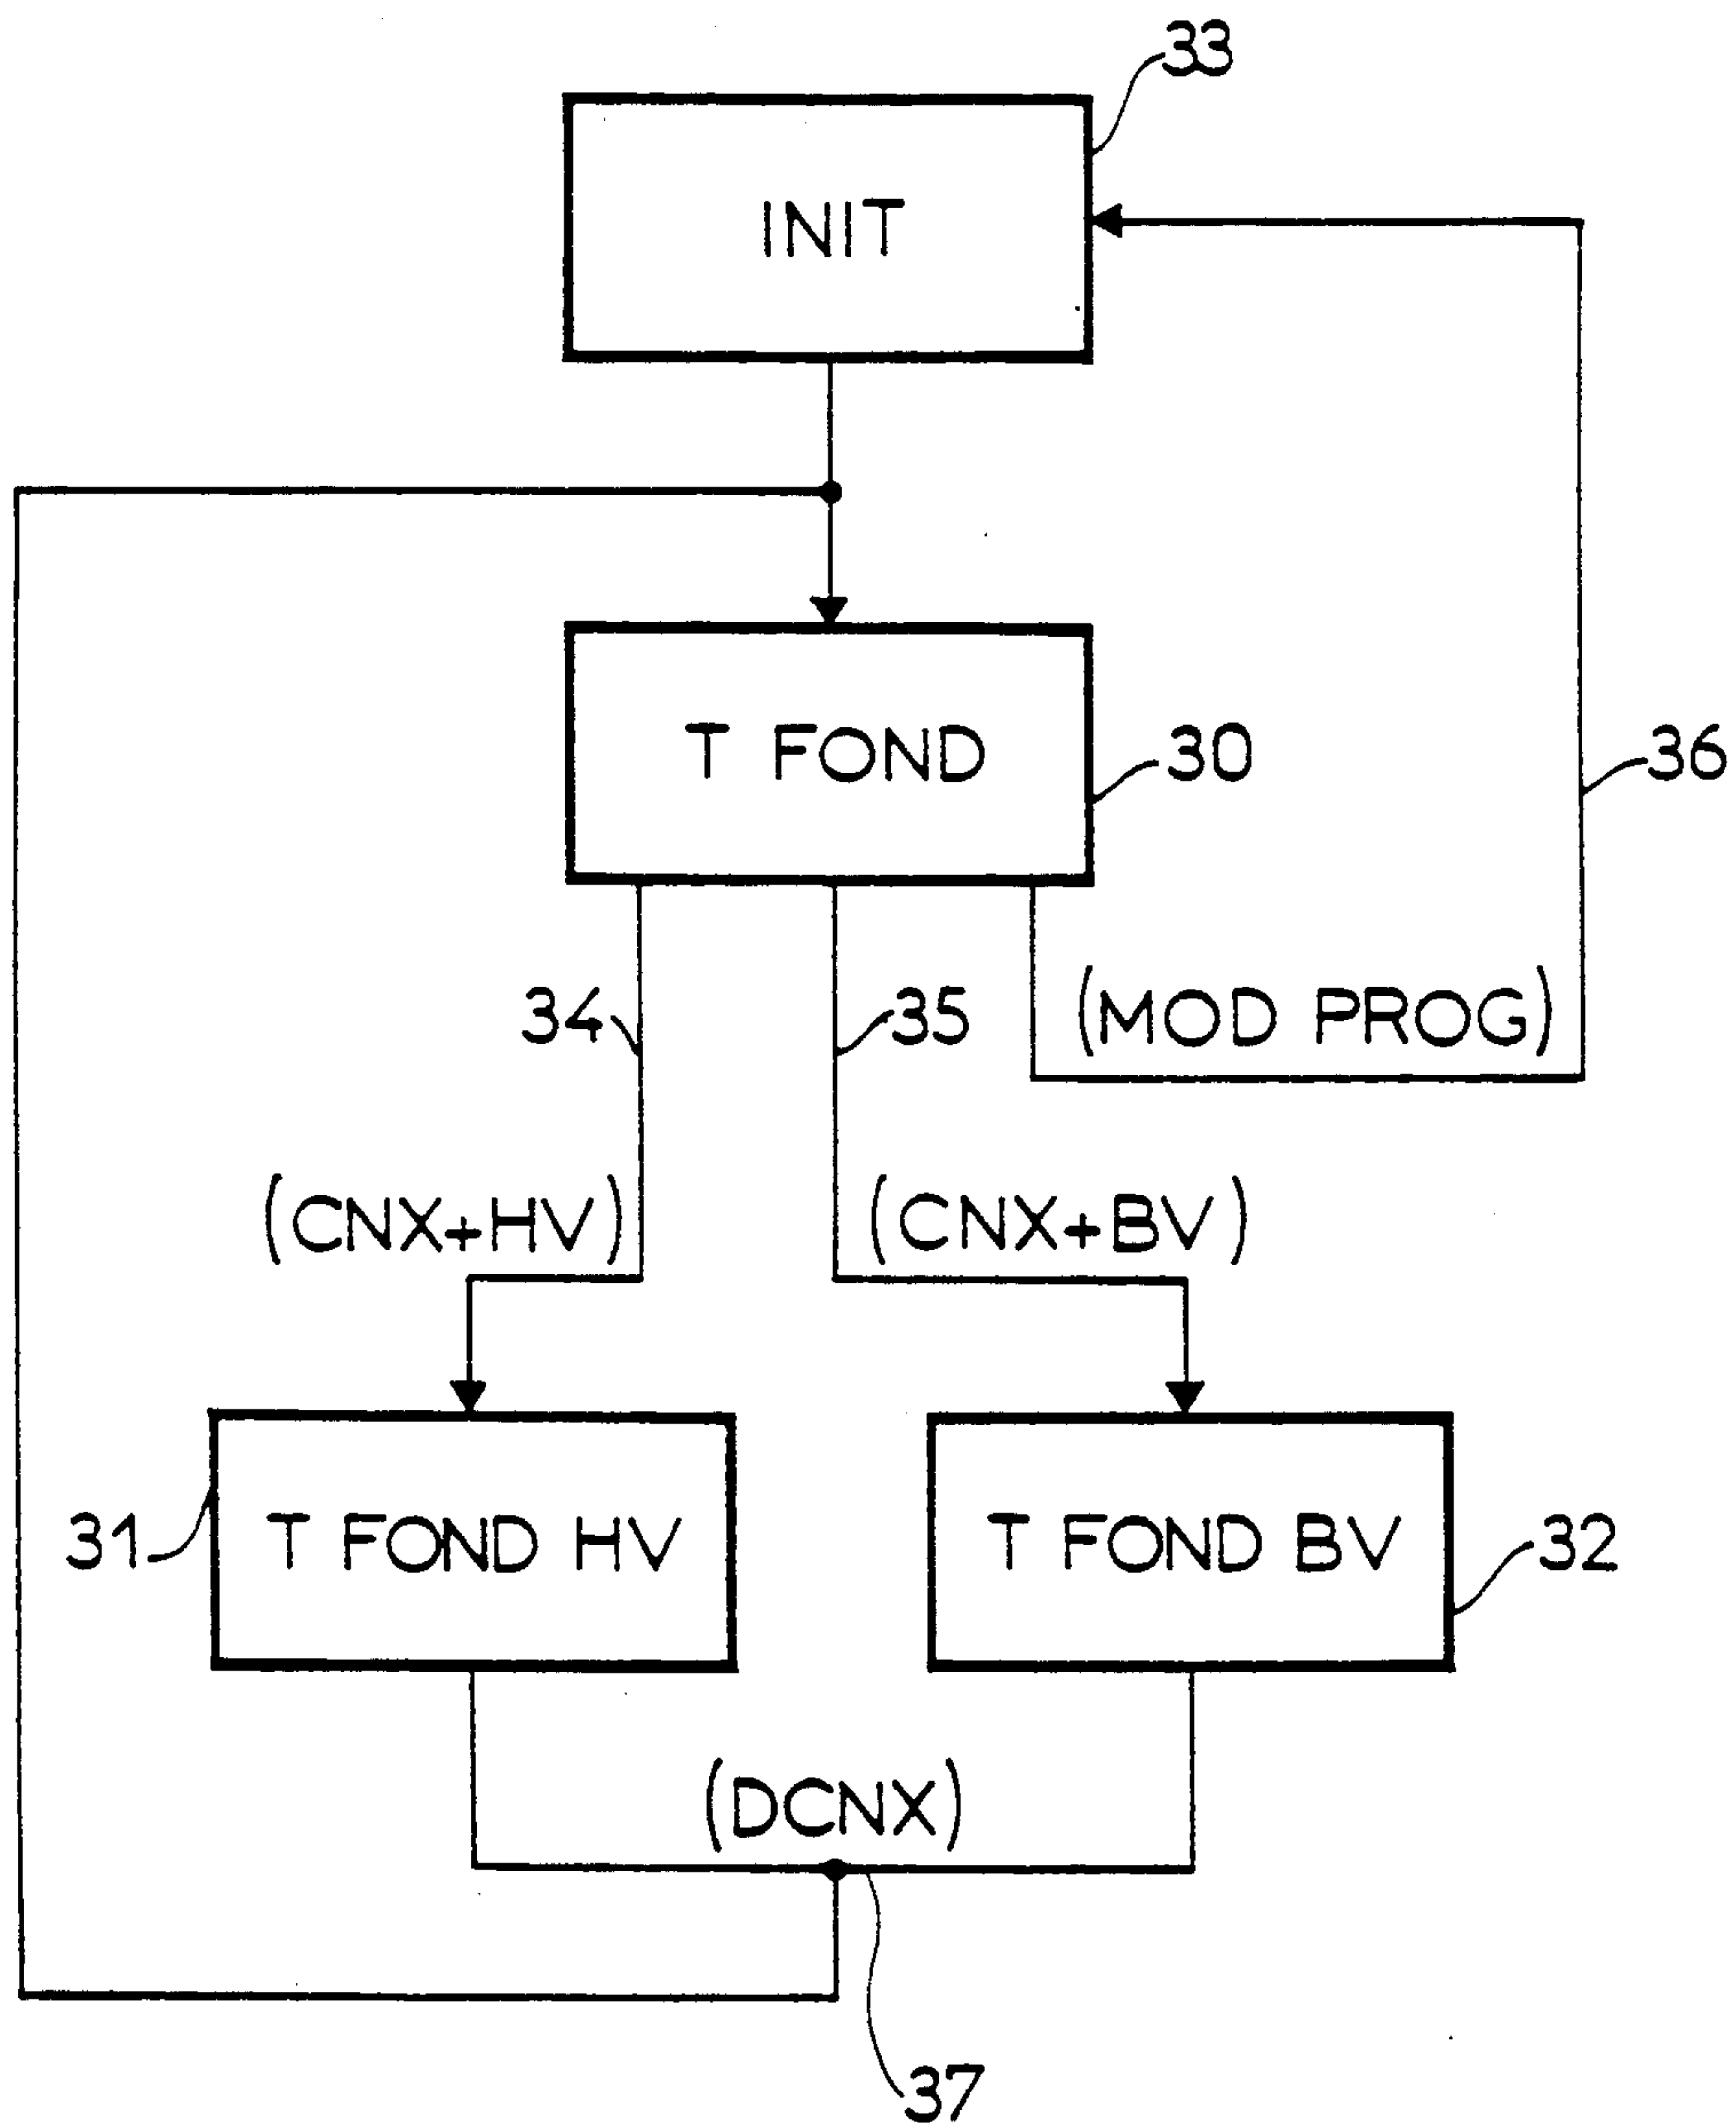 33
INIT
T FOND
30
36
34
35
(MOD PROG)
(CNX+HV)
(CNX+BV)
31
T FOND HV
T FOND BV
32
(DCNX)
37